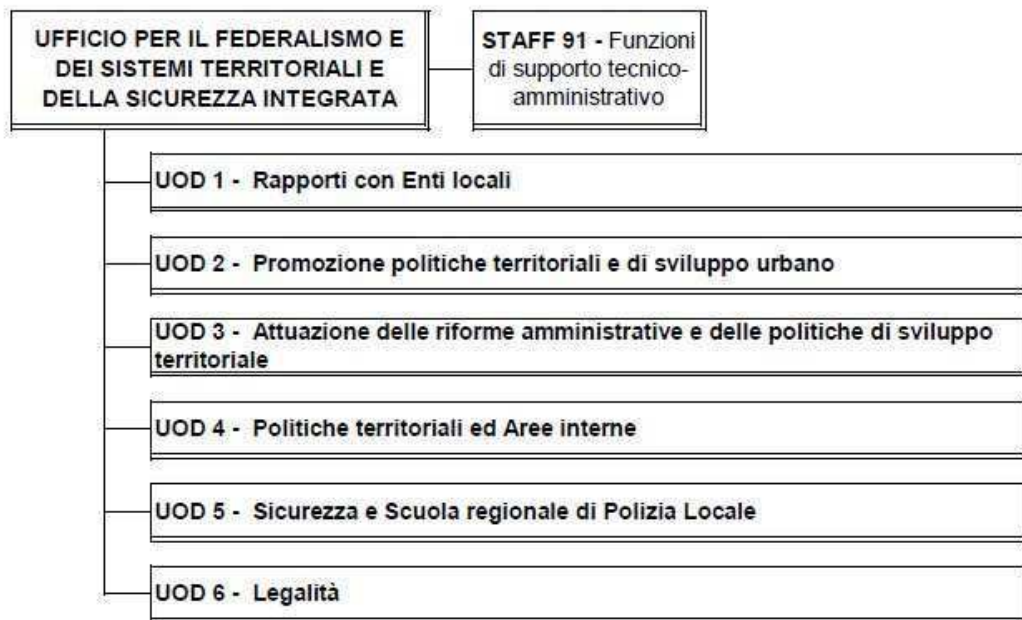 UFFICIO PER IL FEDERALISMO E
DEI SISTEMI TERRITORIALI E
DELLA SICUREZZA INTEGRATA
STAFF 91 - Funzioni
di supporto tecnico-
amministrativo
UOD 1 - Rapporti con Enti locali
UOD 2 - Promozione politiche territoriali e di sviluppo urbano
UOD 3 - Attuazione delle riforme amministrative e delle politiche di sviluppo
territoriale
UOD 4 - Politiche territoriali ed Aree interne
UOD 5 - Sicurezza e Scuola regionale di Polizia Locale
UOD 6 - Legalità